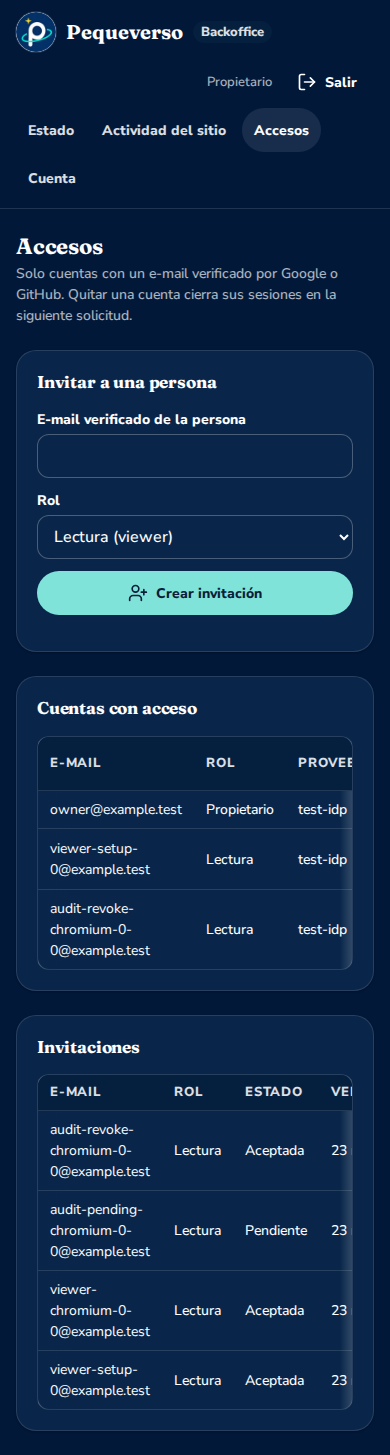 Pequeverso Backoffice
Propietario Salir
Estado Actividad del sitio Accesos
Cuenta
Accesos
Solo cuentas con un e-mail verificado por Google o
GitHub. Quitar una cuenta cierra sus sesiones en la
siguiente solicitud.
Invitar a una persona
E-mail verificado de la persona
Rol
Lectura (viewer)
Crear invitación
Cuentas con acceso
E-MAIL ROL
owner@example.test Propietario test-idp
viewer-setup-
0@example.test Lectura test-idp
audit-revoke-
chromium-0-
0@example.test Lectura test-idp
Invitaciones
E-MAIL ROL ESTADO
audit-revoke-
chromium-0-
0@example.test Lectura Aceptada 23
audit-pending-
chromium-0-
0@example.test Lectura Pendiente 23
viewer-
chromium-0-
0@example.test Lectura Aceptada 23
viewer-setup-
0@example.test Lectura Aceptada 23